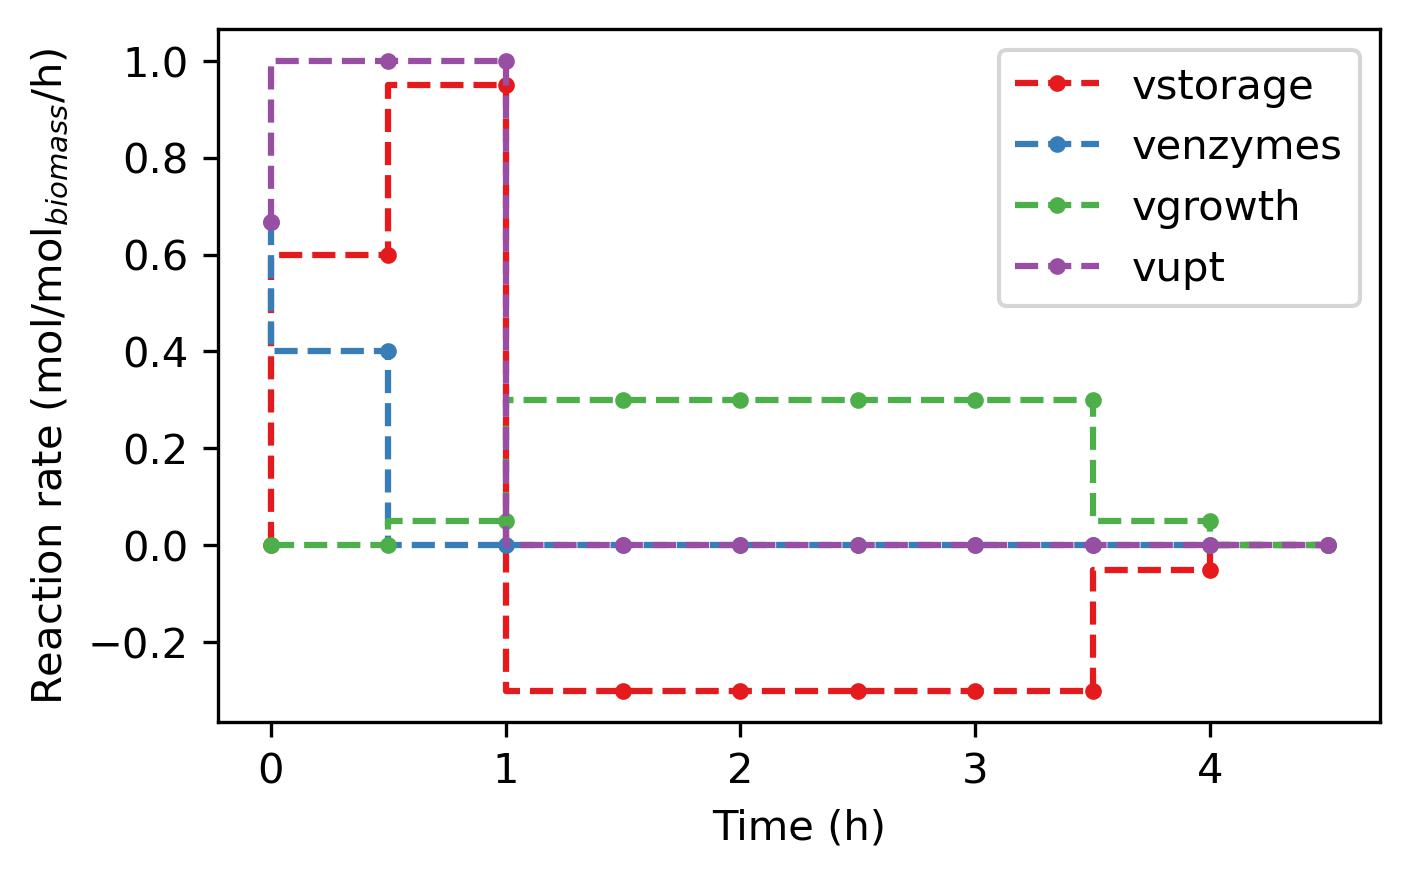 Reaction rate (mol/mol_biomass/h)
1.0
0.8
0.6
0.4
0.2
0.0
−0.2
vstorage
venzymes
vgrowth
vupt
0 1 2 3 4
Time (h)